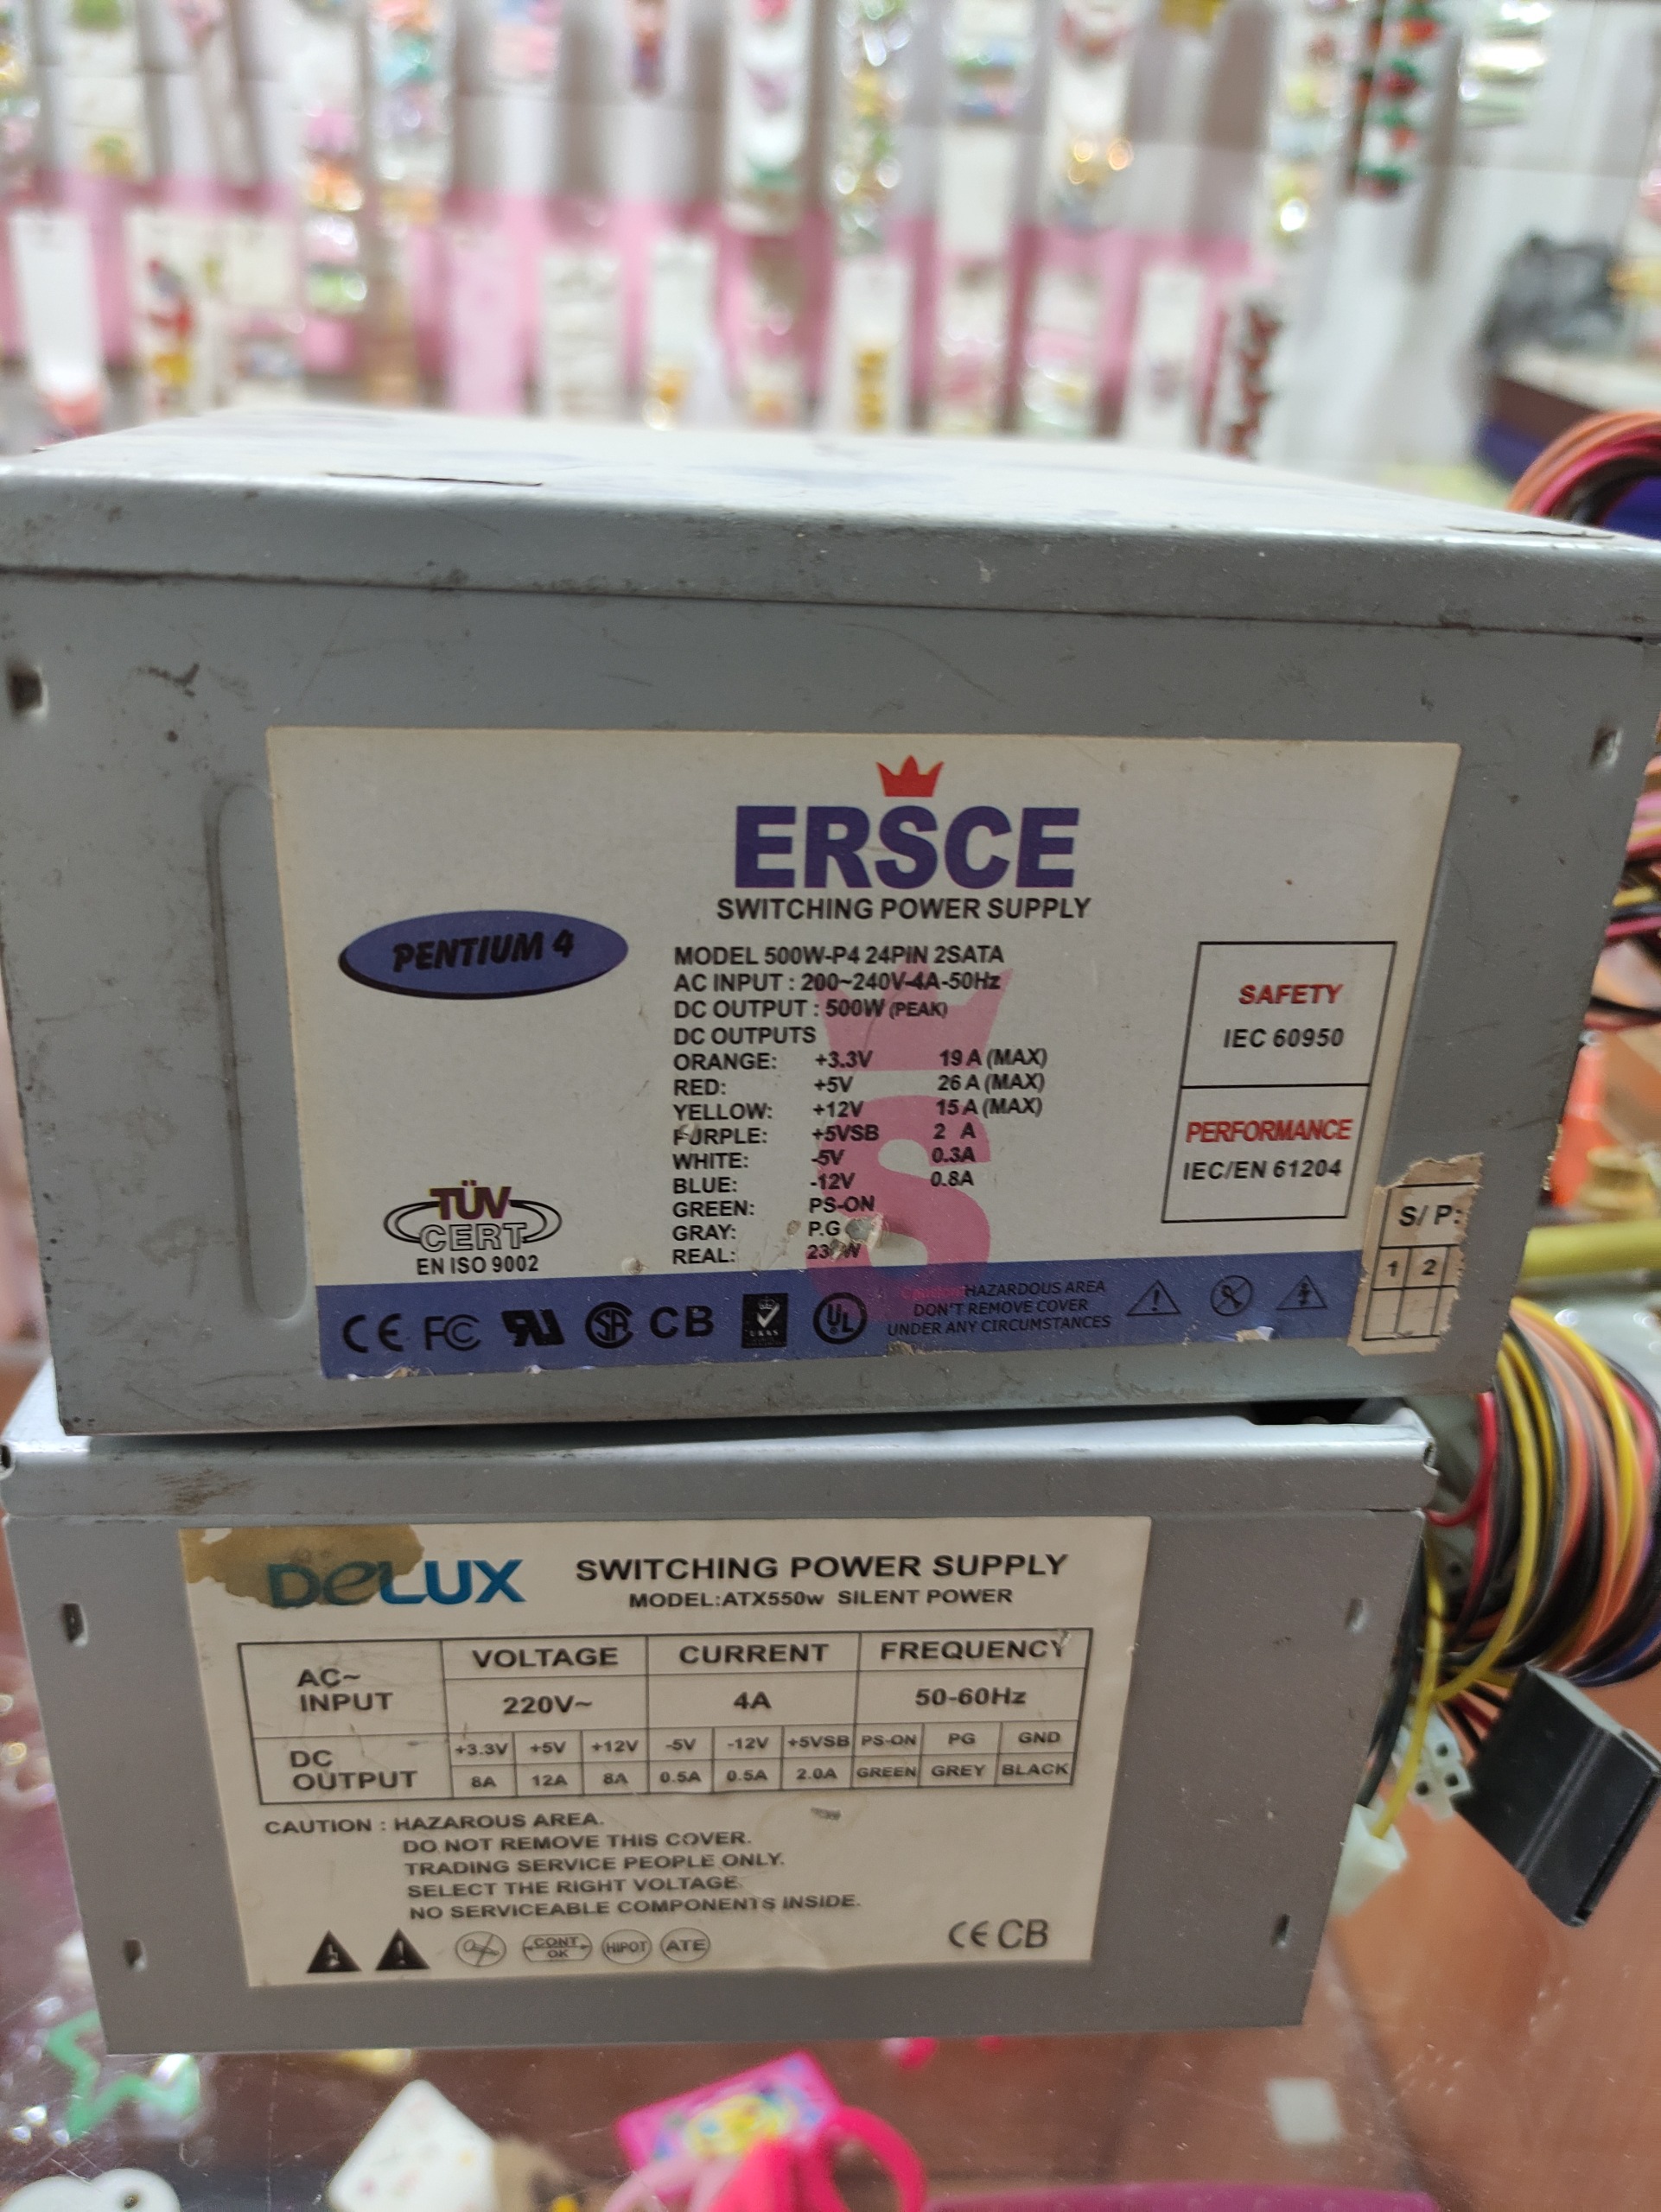 ERSCE
SWITCHING POWER SUPPLY
PENTIUM 4
MODEL 500W-P4 24PIN 2SATA
AC INPUT : 200~240V-4A-50Hz
DC OUTPUT : 500W (PEAK)
DC OUTPUTS
ORANGE: +3.3V 19 A (MAX)
RED: +5V 26 A (MAX)
YELLOW: +12V 15 A (MAX)
PURPLE: +5VSB 2 A
WHITE: -5V 0.3A
BLUE: -12V 0.8A
GREEN: PS-ON
GRAY: P.G
REAL:
SAFETY
IEC 60950
PERFORMANCE
IEC/EN 61204
TÜV
CERT
EN ISO 9002
S/ P:
1 2
CE FC RU SA CB UL
Caution HAZARDOUS AREA
DON'T REMOVE COVER
UNDER ANY CIRCUMSTANCES
S
DeLUX SWITCHING POWER SUPPLY
MODEL:ATX550w SILENT POWER
AC~ INPUT VOLTAGE CURRENT FREQUENCY
220V~ 4A 50-60Hz
DC OUTPUT +3.3V +5V +12V -5V -12V +5VSB PS-ON PG GND
8A 12A 8A 0.5A 0.5A 2.0A GREEN GREY BLACK
CAUTION : HAZAROUS AREA.
DO NOT REMOVE THIS COVER.
TRADING SERVICE PEOPLE ONLY.
SELECT THE RIGHT VOLTAGE.
NO SERVICEABLE COMPONENTS INSIDE.
CONT OK HIPOT ATE
CE CB